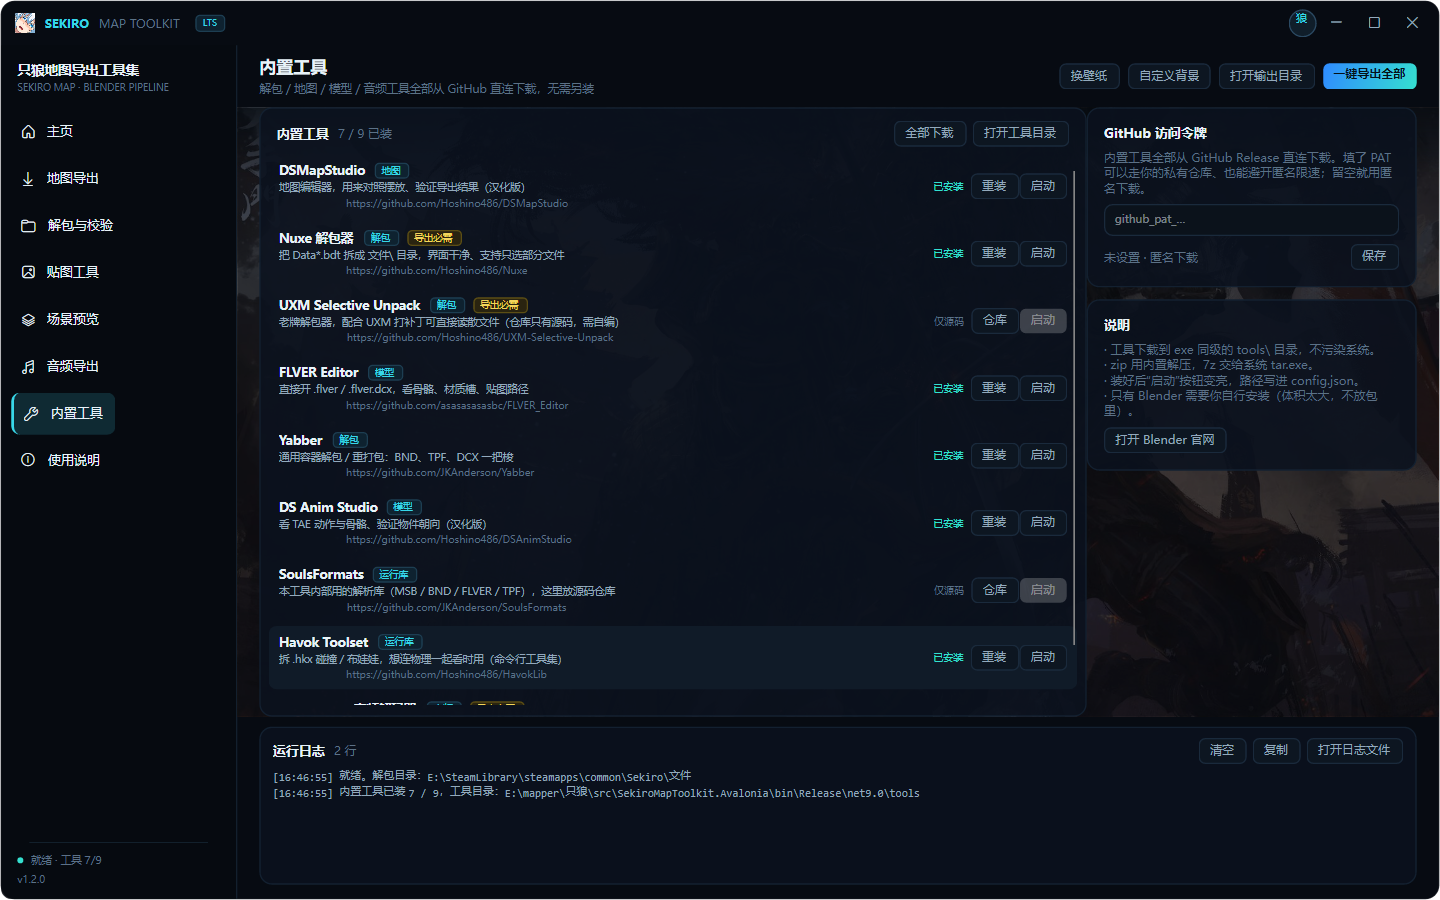 SEKIRO MAP TOOLKIT LTS
狼
只狼地图导出工具集
SEKIRO MAP · BLENDER PIPELINE
主页
地图导出
解包与校验
贴图工具
场景预览
音频导出
内置工具
使用说明
就绪 · 工具 7/9
v1.2.0
内置工具
解包 / 地图 / 模型 / 音频工具全部从 GitHub 直连下载，无需另装
换壁纸
自定义背景
打开输出目录
一键导出全部
内置工具 7 / 9 已装
全部下载
打开工具目录
DSMapStudio 地图
地图编辑器，用来对照摆放、验证导出结果（汉化版）
https://github.com/Hoshino486/DSMapStudio
已安装 重装 启动
Nuxe 解包器 解包 导出必需
把 Data*.bdt 拆成 文件\ 目录，界面干净、支持只选部分文件
https://github.com/Hoshino486/Nuxe
已安装 重装 启动
UXM Selective Unpack 解包 导出必需
老牌解包器，配合 UXM 打补丁可直接读散文件（仓库只有源码，需自编）
https://github.com/Hoshino486/UXM-Selective-Unpack
仅源码 仓库 启动
FLVER Editor 模型
直接开 .flver / .flver.dcx，看骨骼、材质槽、贴图路径
https://github.com/asasasasasbc/FLVER_Editor
已安装 重装 启动
Yabber 解包
通用容器解包 / 重打包：BND、TPF、DCX 一把梭
https://github.com/JKAnderson/Yabber
已安装 重装 启动
DS Anim Studio 模型
看 TAE 动作与骨骼、验证物件朝向（汉化版）
https://github.com/Hoshino486/DSAnimStudio
已安装 重装 启动
SoulsFormats 运行库
本工具内部用的解析库（MSB / BND / FLVER / TPF），这里放源码仓库
https://github.com/JKAnderson/SoulsFormats
仅源码 仓库 启动
Havok Toolset 运行库
拆 .hkx 碰撞 / 布娃娃，想连物理一起看时用（命令行工具集）
https://github.com/Hoshino486/HavokLib
已安装 重装 启动
GitHub 访问令牌
内置工具全部从 GitHub Release 直连下载。填了 PAT
可以走你的私有仓库、也能避开匿名限速；留空就用匿
名下载。
github_pat_...
未设置 · 匿名下载
保存
说明
· 工具下载到 exe 同级的 tools\ 目录，不污染系统。
· zip 用内置解压，7z 交给系统 tar.exe。
· 装好后“启动”按钮变亮，路径写进 config.json。
· 只有 Blender 需要你自行安装（体积太大，不放包
里）。
打开 Blender 官网
运行日志 2 行
清空
复制
打开日志文件
[16:46:55] 就绪。解包目录：E:\SteamLibrary\steamapps\common\Sekiro\文件
[16:46:55] 内置工具已装 7 / 9，工具目录：E:\mapper\只狼\src\SekiroMapToolkit.Avalonia\bin\Release\net9.0\tools